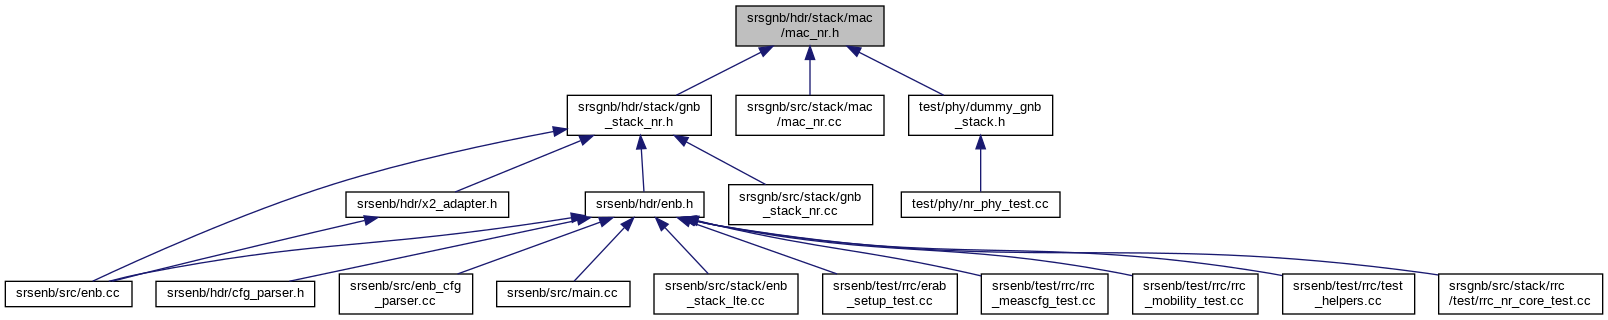 srsgnb/hdr/stack/mac
/mac_nr.h
srsgnb/hdr/stack/gnb
_stack_nr.h
srsgnb/src/stack/mac
/mac_nr.cc
test/phy/dummy_gnb
_stack.h
srsenb/hdr/x2_adapter.h
srsenb/hdr/enb.h
srsgnb/src/stack/gnb
_stack_nr.cc
test/phy/nr_phy_test.cc
srsenb/src/enb.cc
srsenb/hdr/cfg_parser.h
srsenb/src/enb_cfg
_parser.cc
srsenb/src/main.cc
srsenb/src/stack/enb
_stack_lte.cc
srsenb/test/rrc/erab
_setup_test.cc
srsenb/test/rrc/rrc
_meascfg_test.cc
srsenb/test/rrc/rrc
_mobility_test.cc
srsenb/test/rrc/test
_helpers.cc
srsgnb/src/stack/rrc
/test/rrc_nr_core_test.cc